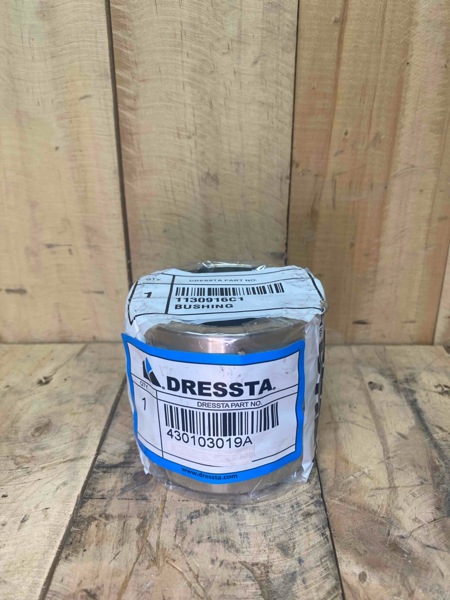 QTY.
DRESSTA PART NO.
1
1130916C1
BUSHING
DRESSTA.
QTY.
DRESSTA PART NO.
1
430103019A
www.dressta.com